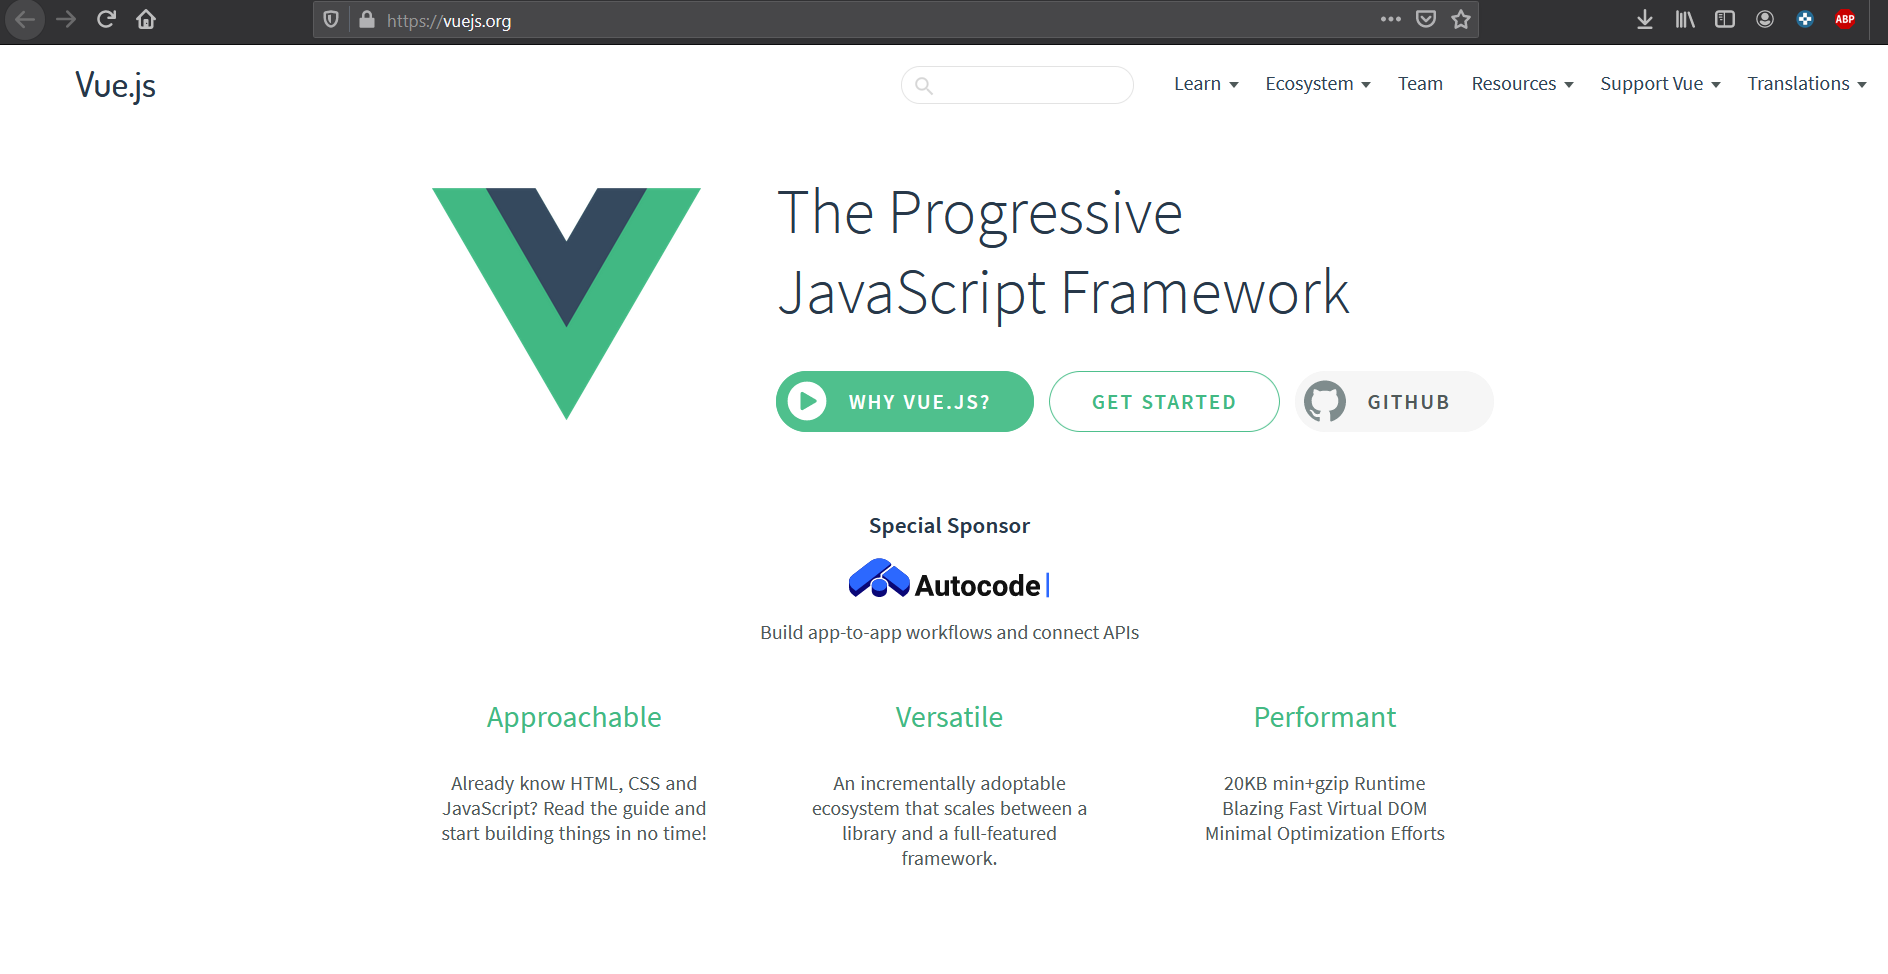 https://vuejs.org
ABP
Vue.js
Learn
Ecosystem
Team
Resources
Support Vue
Translations
The Progressive
JavaScript Framework
WHY VUE.JS?
GET STARTED
GITHUB
Special Sponsor
Autocode
Build app-to-app workflows and connect APIs
Approachable
Already know HTML, CSS and
JavaScript? Read the guide and
start building things in no time!
Versatile
An incrementally adoptable
ecosystem that scales between a
library and a full-featured
framework.
Performant
20KB min+gzip Runtime
Blazing Fast Virtual DOM
Minimal Optimization Efforts